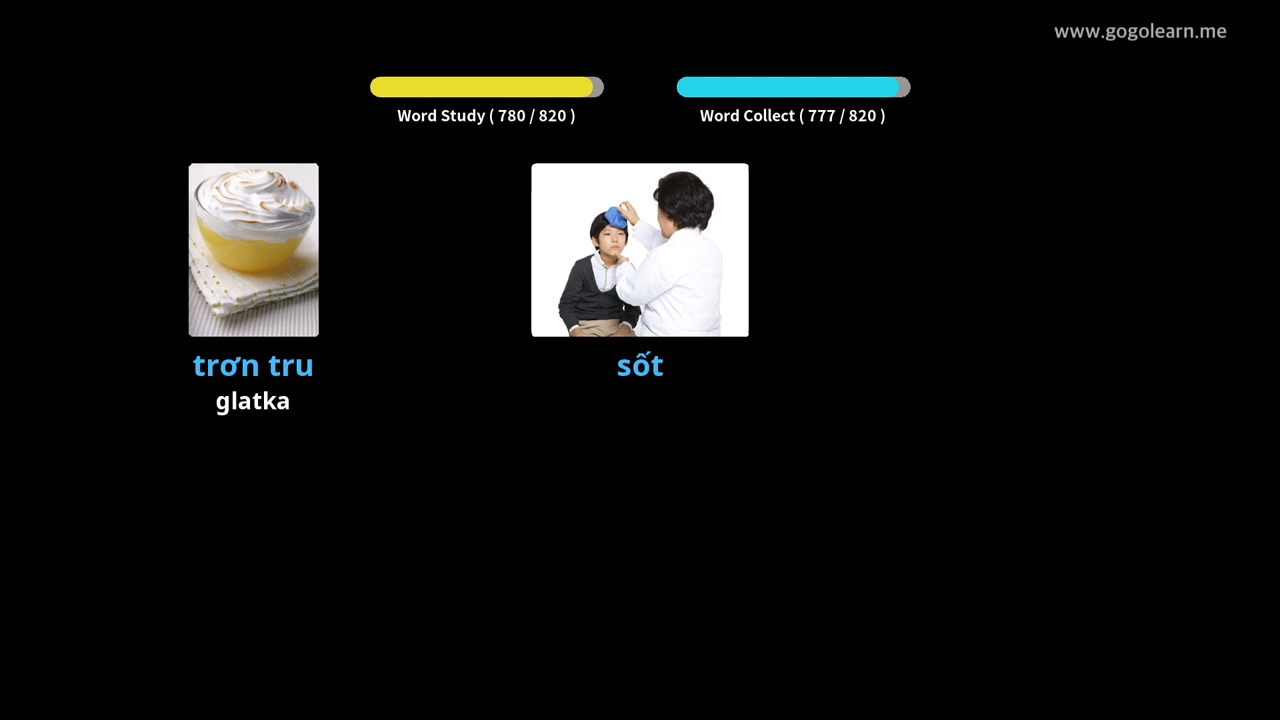 www.gogolearn.me
Word Study ( 780 / 820 )
Word Collect ( 777 / 820 )
trơn tru
glatka
sốt